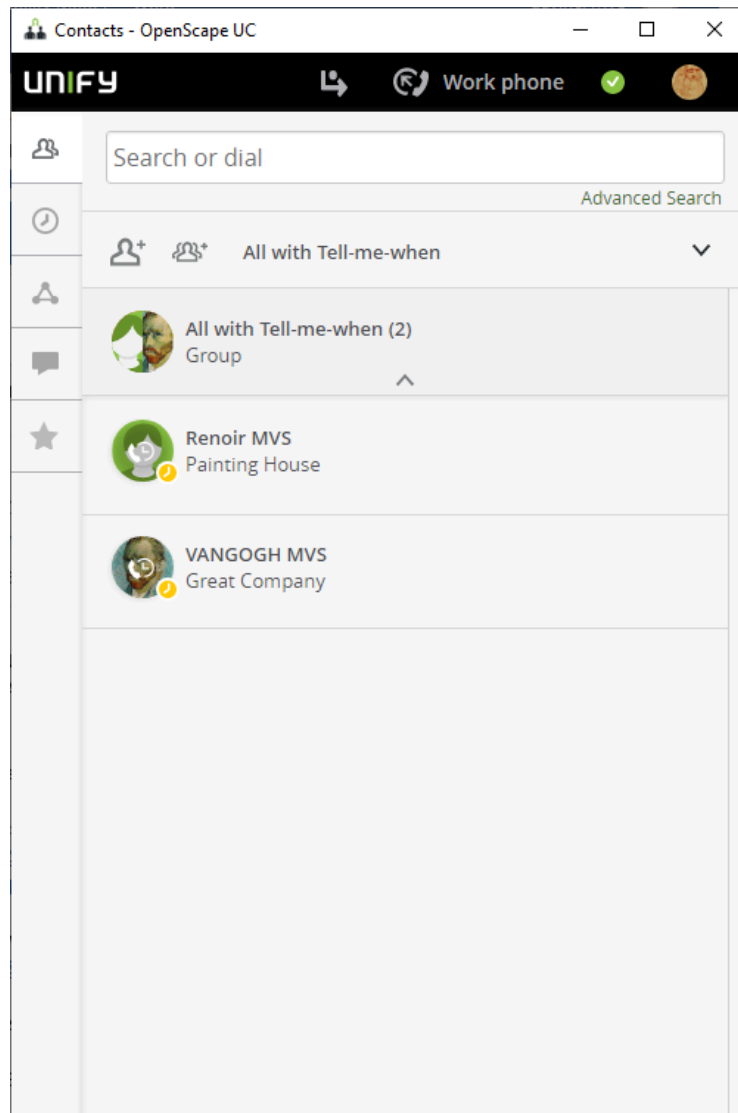 Contacts - OpenScape UC
UNIFY
Work phone
Search or dial
Advanced Search
All with Tell-me-when
All with Tell-me-when (2)
Group
Renoir MVS
Painting House
VANGOGH MVS
Great Company